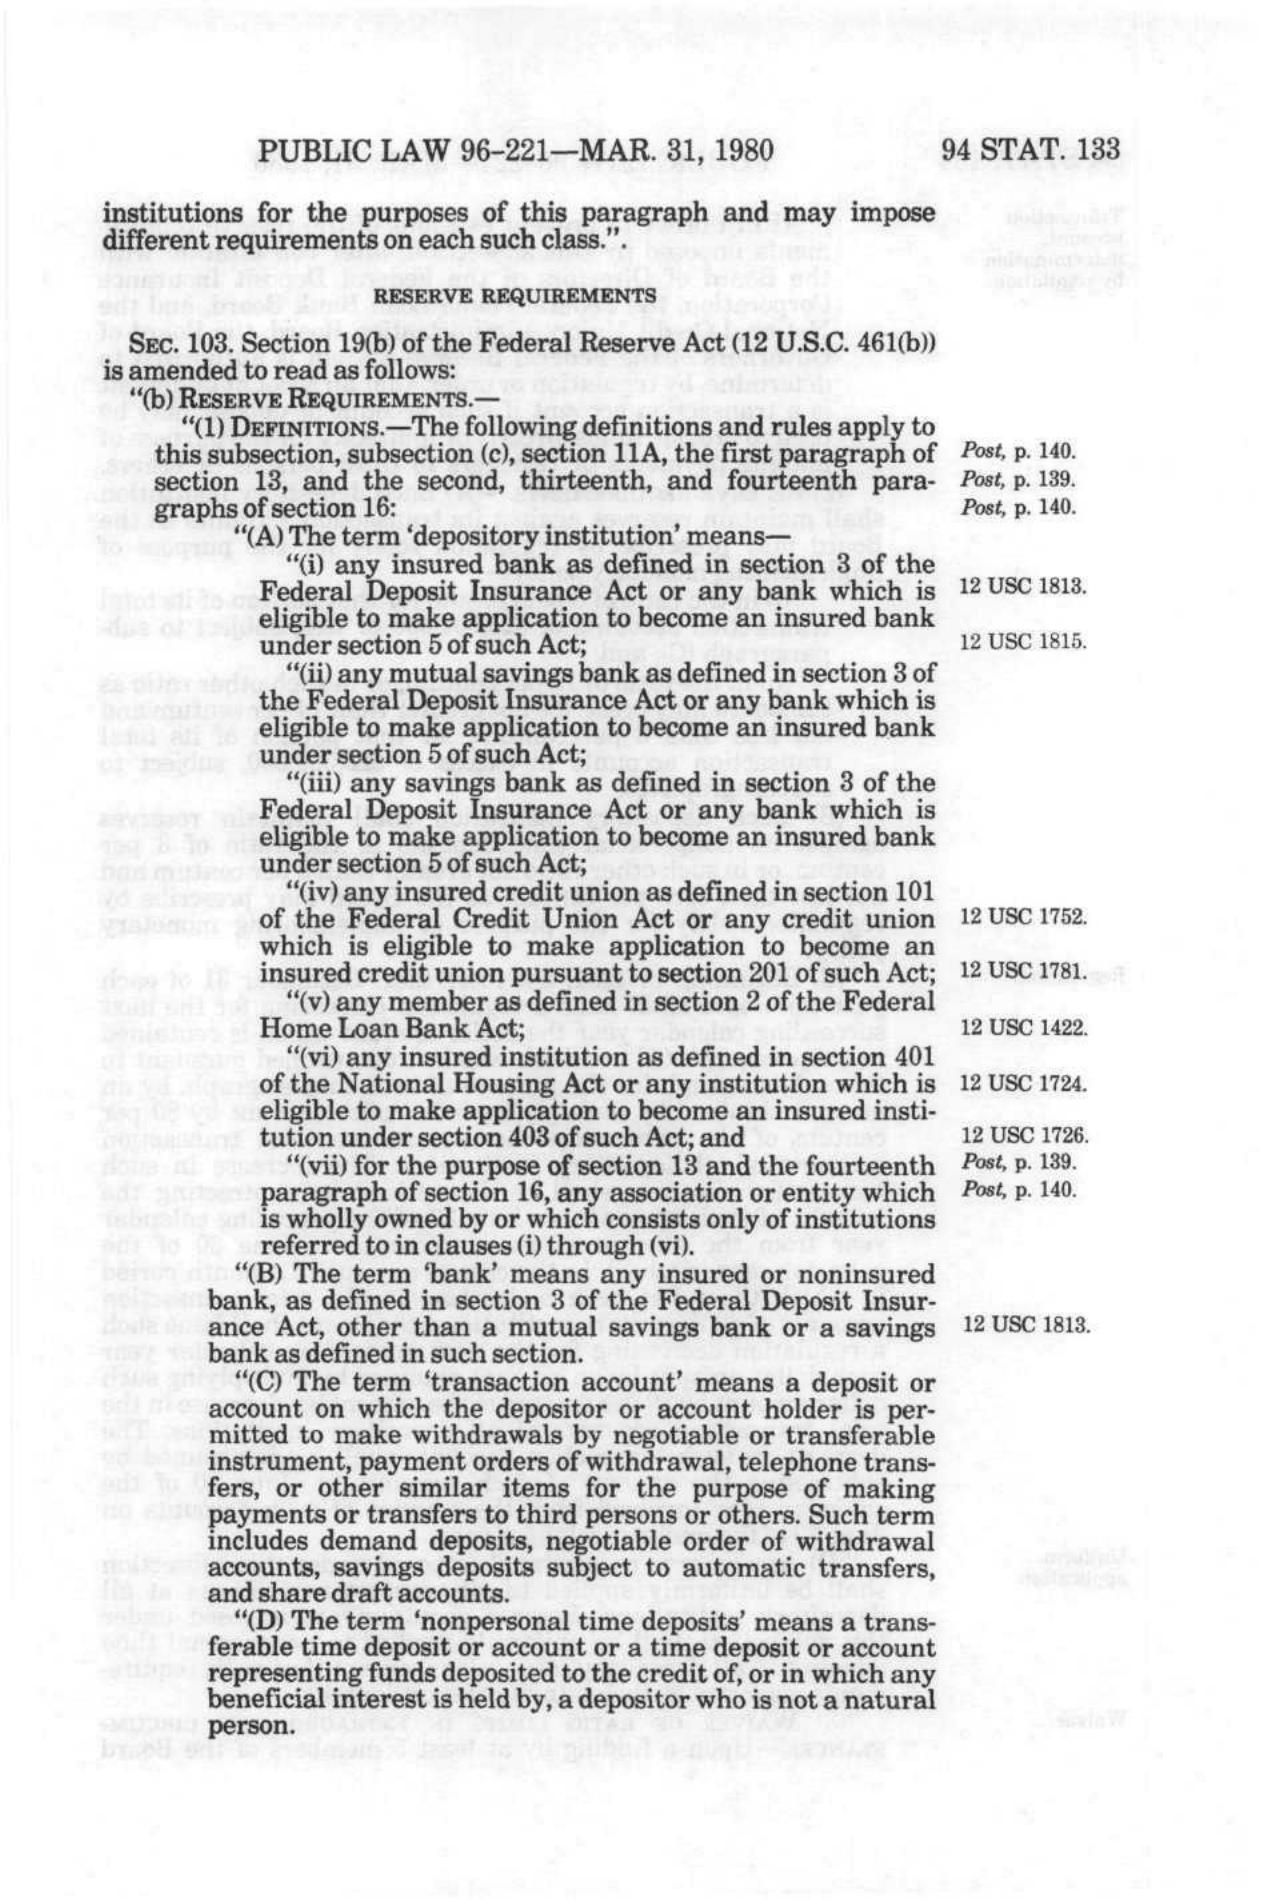 PUBLIC LAW 96-221—MAR. 31, 1980 94 STAT. 133
institutions for the purposes of this paragraph and may impose
different requirements on each such class.”.
RESERVE REQUIREMENTS
SEC. 103. Section 19(b) of the Federal Reserve Act (12 U.S.C. 461(b))
is amended to read as follows:
“(b) RESERVE REQUIREMENTS.—
“(1) DEFINITIONS.—The following definitions and rules apply to
this subsection, subsection (c), section 11A, the first paragraph of Post, p. 140.
section 13, and the second, thirteenth, and fourteenth para- Post, p. 139.
graphs of section 16: Post, p. 140.
“(A) The term ‘depository institution’ means—
“(i) any insured bank as defined in section 3 of the
Federal Deposit Insurance Act or any bank which is 12 USC 1813.
eligible to make application to become an insured bank
under section 5 of such Act; 12 USC 1815.
“(ii) any mutual savings bank as defined in section 3 of
the Federal Deposit Insurance Act or any bank which is
eligible to make application to become an insured bank
under section 5 of such Act;
“(iii) any savings bank as defined in section 3 of the
Federal Deposit Insurance Act or any bank which is
eligible to make application to become an insured bank
under section 5 of such Act;
“(iv) any insured credit union as defined in section 101
of the Federal Credit Union Act or any credit union 12 USC 1752.
which is eligible to make application to become an
insured credit union pursuant to section 201 of such Act; 12 USC 1781.
“(v) any member as defined in section 2 of the Federal
Home Loan Bank Act; 12 USC 1422.
“(vi) any insured institution as defined in section 401
of the National Housing Act or any institution which is 12 USC 1724.
eligible to make application to become an insured insti-
tution under section 403 of such Act; and 12 USC 1726.
“(vii) for the purpose of section 13 and the fourteenth Post, p. 139.
paragraph of section 16, any association or entity which Post, p. 140.
is wholly owned by or which consists only of institutions
referred to in clauses (i) through (vi).
“(B) The term ‘bank’ means any insured or noninsured
bank, as defined in section 3 of the Federal Deposit Insur-
ance Act, other than a mutual savings bank or a savings 12 USC 1813.
bank as defined in such section.
“(C) The term ‘transaction account’ means a deposit or
account on which the depositor or account holder is per-
mitted to make withdrawals by negotiable or transferable
instrument, payment orders of withdrawal, telephone trans-
fers, or other similar items for the purpose of making
payments or transfers to third persons or others. Such term
includes demand deposits, negotiable order of withdrawal
accounts, savings deposits subject to automatic transfers,
and share draft accounts.
“(D) The term ‘nonpersonal time deposits’ means a trans-
ferable time deposit or account or a time deposit or account
representing funds deposited to the credit of, or in which any
beneficial interest is held by, a depositor who is not a natural
person.